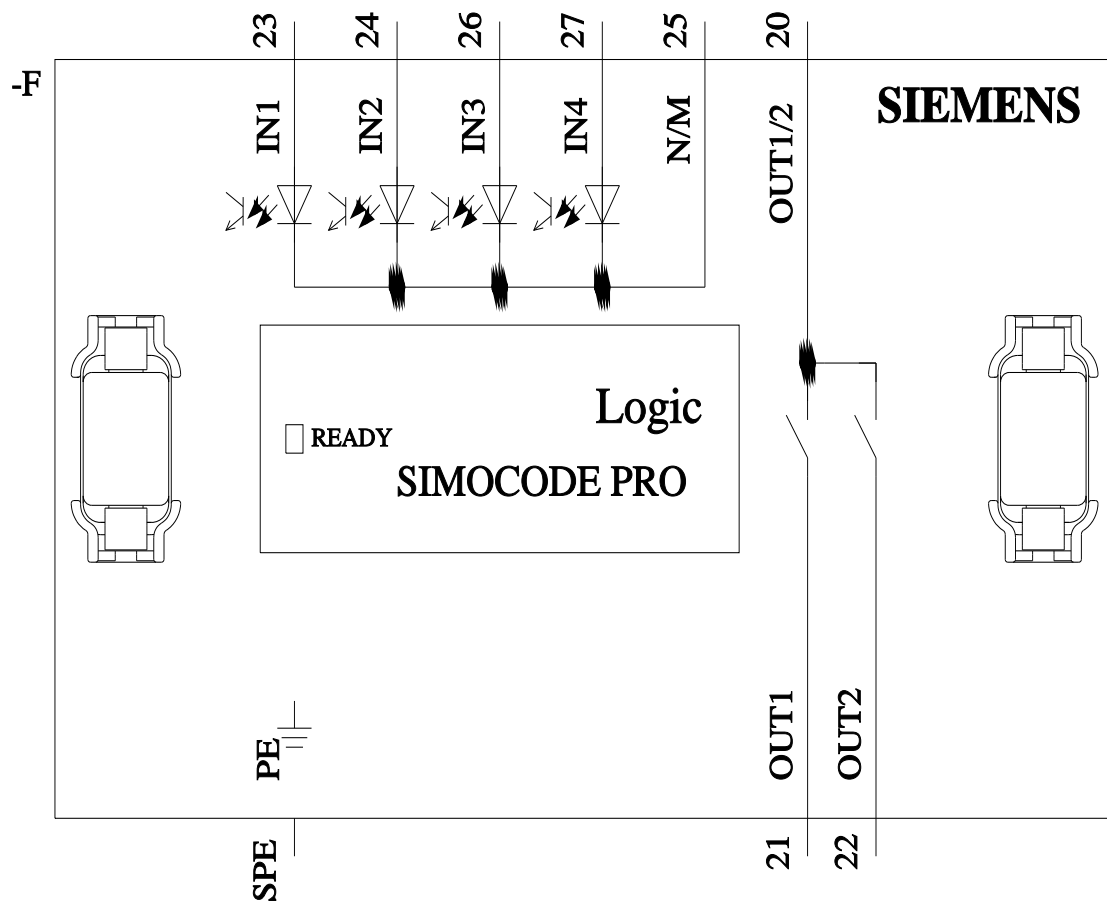 23
24
26
27
25
20
-F
SIEMENS
IN1
IN2
IN3
IN4
N/M
OUT1/2
Logic
READY
SIMOCODE PRO
PE
OUT1
OUT2
SPE
21
22